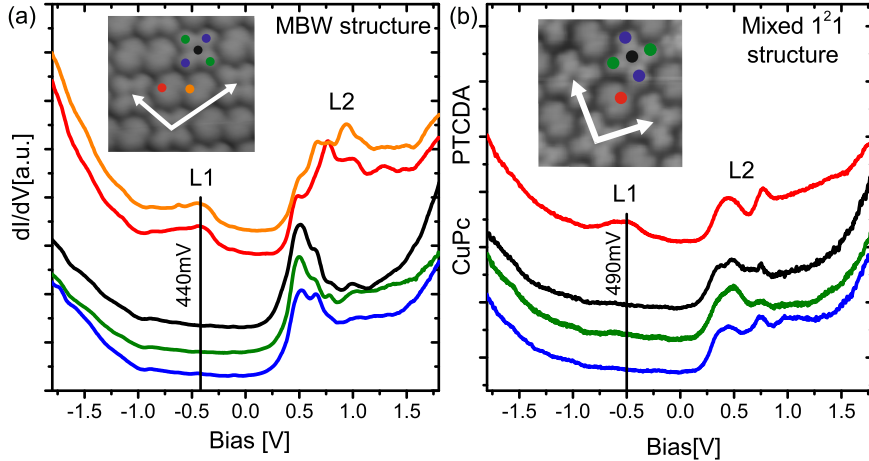 (a)
MBW structure
L2
L1
440mV
dI/dV[a.u.]
-1.5
-1.0
-0.5
0.0
0.5
1.0
1.5
Bias [V]
(b)
Mixed 1²1
structure
L2
L1
490mV
PTCDA
CuPc
-1.5
-1.0
-0.5
0.0
0.5
1.0
1.5
Bias[V]